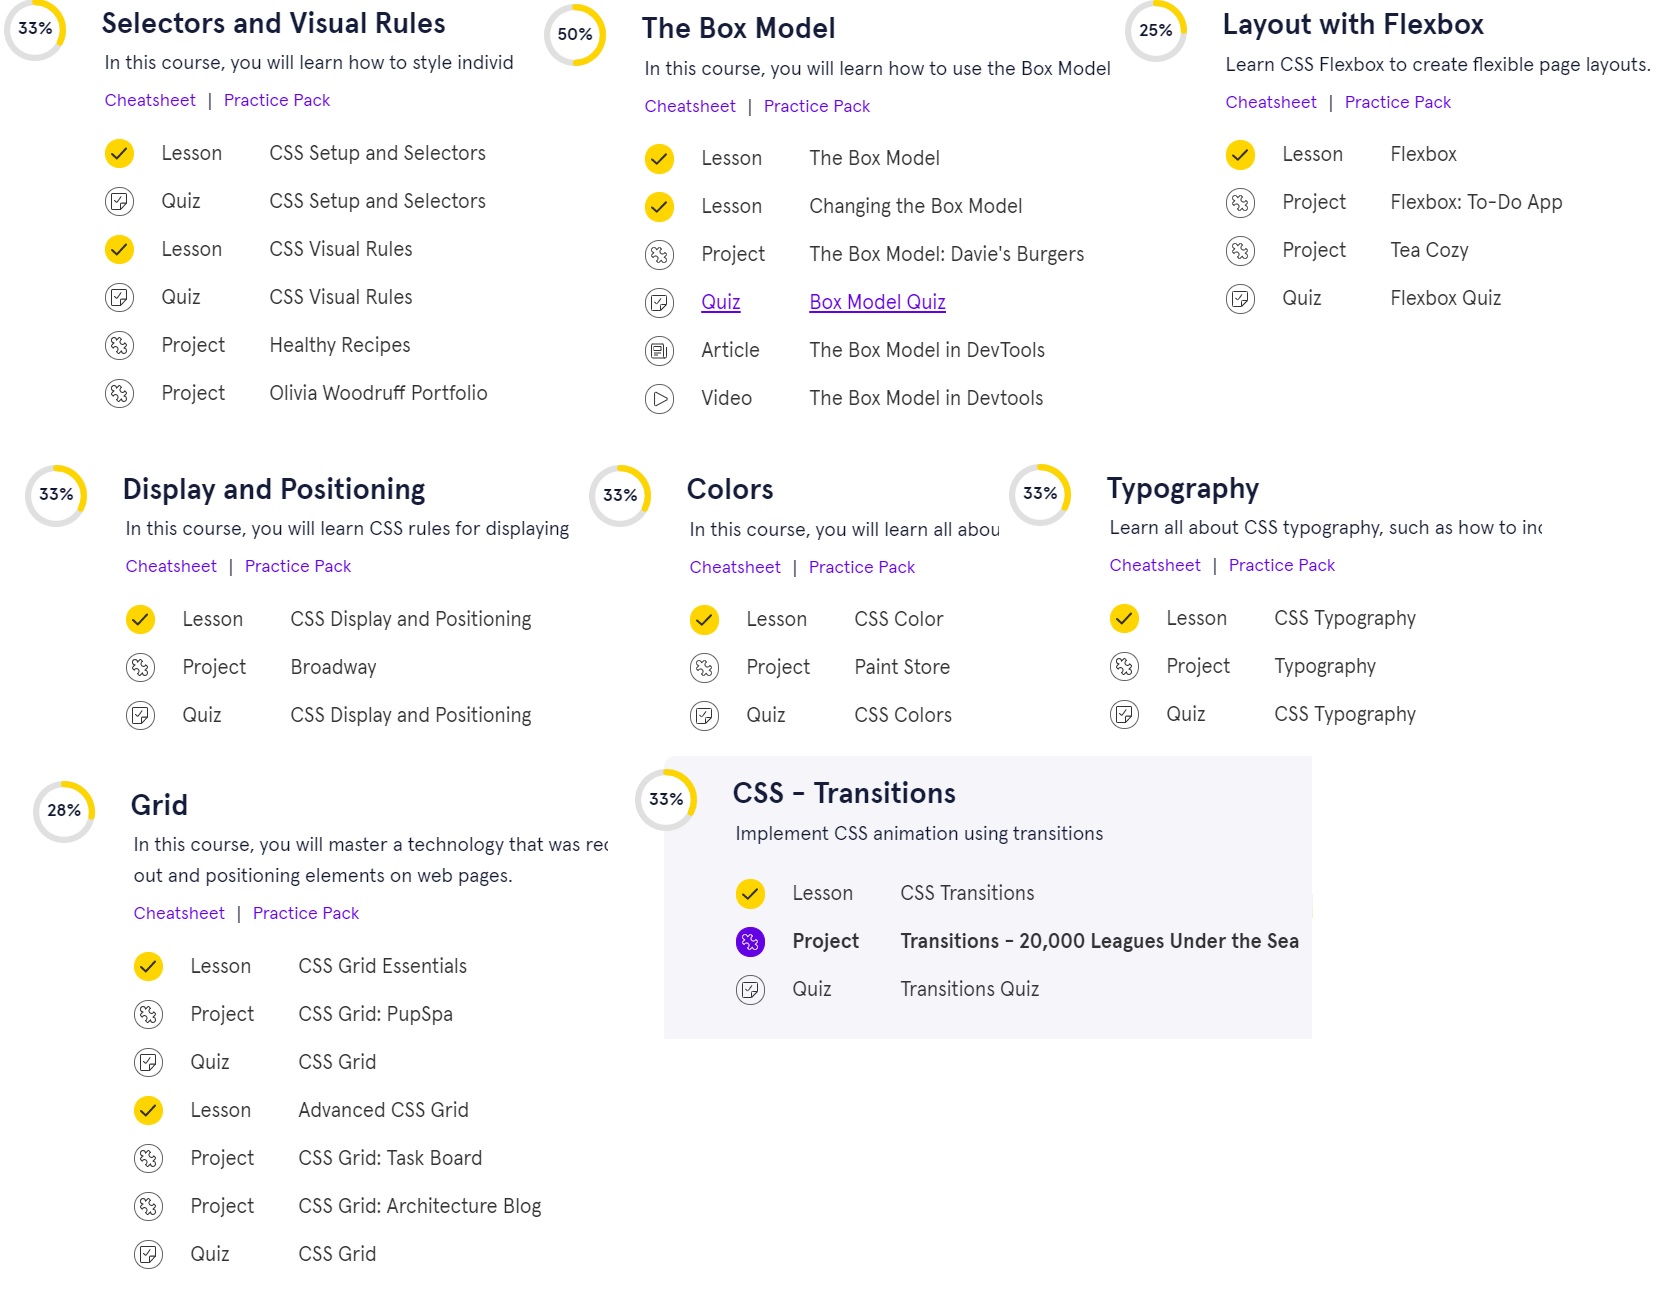 33%
Selectors and Visual Rules
In this course, you will learn how to style individ
Cheatsheet | Practice Pack
Lesson CSS Setup and Selectors
Quiz CSS Setup and Selectors
Lesson CSS Visual Rules
Quiz CSS Visual Rules
Project Healthy Recipes
Project Olivia Woodruff Portfolio
50%
The Box Model
In this course, you will learn how to use the Box Model
Cheatsheet | Practice Pack
Lesson The Box Model
Lesson Changing the Box Model
Project The Box Model: Davie's Burgers
Quiz Box Model Quiz
Article The Box Model in DevTools
Video The Box Model in Devtools
25%
Layout with Flexbox
Learn CSS Flexbox to create flexible page layouts.
Cheatsheet | Practice Pack
Lesson Flexbox
Project Flexbox: To-Do App
Project Tea Cozy
Quiz Flexbox Quiz
33%
Display and Positioning
In this course, you will learn CSS rules for displaying
Cheatsheet | Practice Pack
Lesson CSS Display and Positioning
Project Broadway
Quiz CSS Display and Positioning
33%
Colors
In this course, you will learn all abou
Cheatsheet | Practice Pack
Lesson CSS Color
Project Paint Store
Quiz CSS Colors
33%
Typography
Learn all about CSS typography, such as how to inc
Cheatsheet | Practice Pack
Lesson CSS Typography
Project Typography
Quiz CSS Typography
28%
Grid
In this course, you will master a technology that was rec
out and positioning elements on web pages.
Cheatsheet | Practice Pack
Lesson CSS Grid Essentials
Project CSS Grid: PupSpa
Quiz CSS Grid
Lesson Advanced CSS Grid
Project CSS Grid: Task Board
Project CSS Grid: Architecture Blog
Quiz CSS Grid
33%
CSS - Transitions
Implement CSS animation using transitions
Lesson CSS Transitions
Project Transitions - 20,000 Leagues Under the Sea
Quiz Transitions Quiz